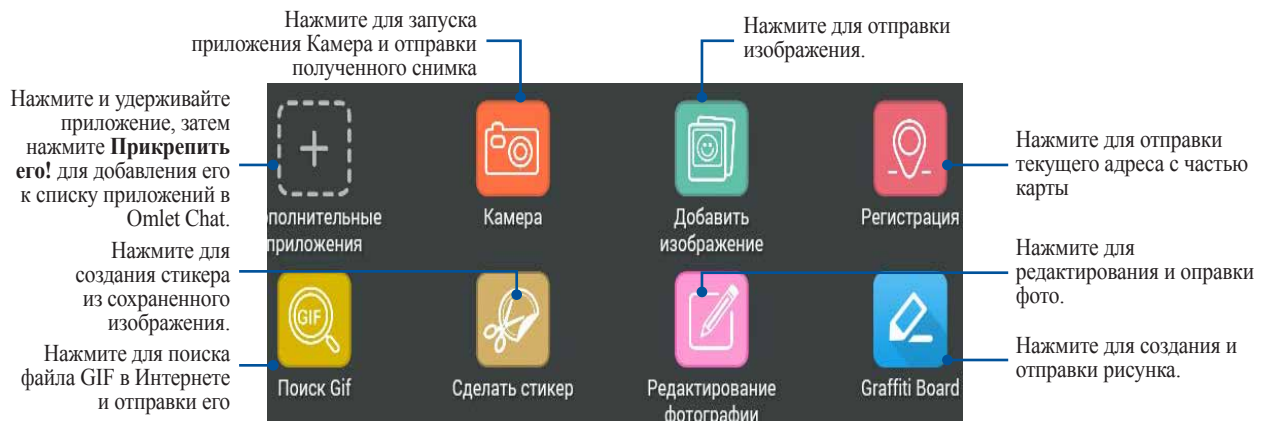 Нажмите для запуска
приложения Камера и отправки
полученного снимка
Нажмите для отправки
изображения.
Нажмите и удерживайте
приложение, затем
нажмите Прикрепить
его! для добавления его
к списку приложений в
Omlet Chat.
Нажмите для отправки
текущего адреса с частью
карты
ополнительные
приложения
Камера
Добавить
изображение
Регистрация
Нажмите для
создания стикера
из сохраненного
изображения.
Нажмите для
редактирования и оправки
фото.
GIF
Нажмите для поиска
файла GIF в Интернете
и отправки его
Нажмите для создания и
отправки рисунка.
Поиск Gif
Сделать стикер
Редактирование
фотографии
Graffiti Board